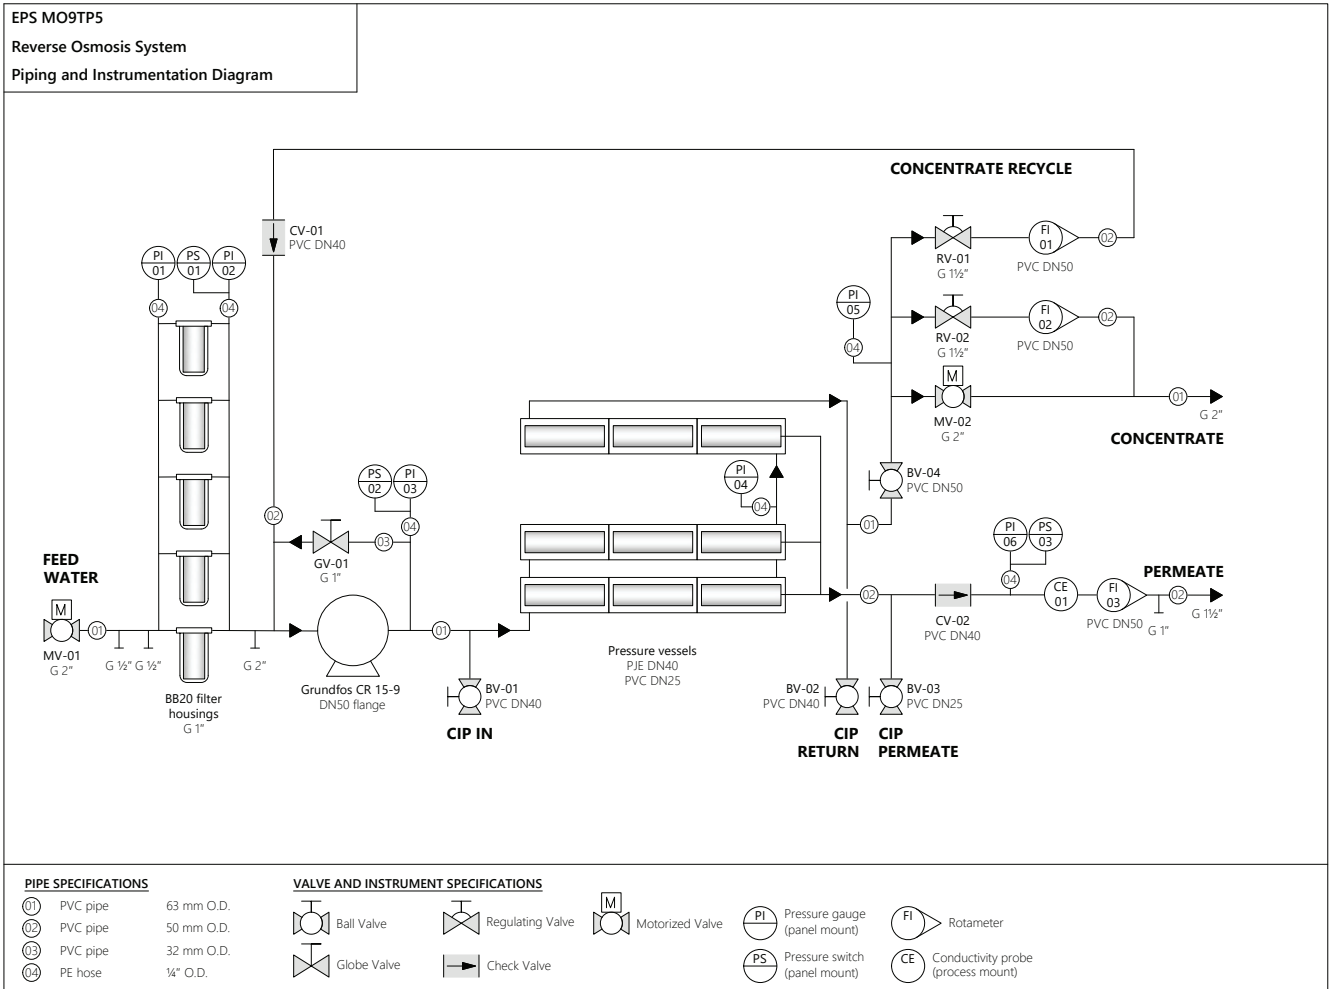 EPS MO9TP5
Reverse Osmosis System
Piping and Instrumentation Diagram
CONCENTRATE RECYCLE
CV-01
PVC DN40
PI
01
PS
01
PI
02
04
04
FI
01
02
RV-01
G 1½"
PVC DN50
PI
05
04
FI
02
02
RV-02
G 1½"
PVC DN50
M
MV-02
G 2"
01
G 2"
CONCENTRATE
BV-04
PVC DN50
01
PI
04
04
PS
02
PI
03
04
02
03
GV-01
G 1"
FEED
WATER
M
01
MV-01
G 2"
G ½"
G ½"
G 2"
BB20 filter
housings
G 1"
Grundfos CR 15-9
DN50 flange
01
BV-01
PVC DN40
CIP IN
Pressure vessels
PJE DN40
PVC DN25
BV-02
PVC DN40
CIP
RETURN
BV-03
PVC DN25
CIP
PERMEATE
02
CV-02
PVC DN40
PI
06
PS
03
04
CE
01
FI
03
PVC DN50
G 1"
02
G 1½"
PERMEATE
PIPE SPECIFICATIONS
01 PVC pipe 63 mm O.D.
02 PVC pipe 50 mm O.D.
03 PVC pipe 32 mm O.D.
04 PE hose ¼" O.D.
VALVE AND INSTRUMENT SPECIFICATIONS
Ball Valve
Globe Valve
Regulating Valve
Check Valve
M
Motorized Valve
PI
Pressure gauge
(panel mount)
PS
Pressure switch
(panel mount)
FI
Rotameter
CE
Conductivity probe
(process mount)